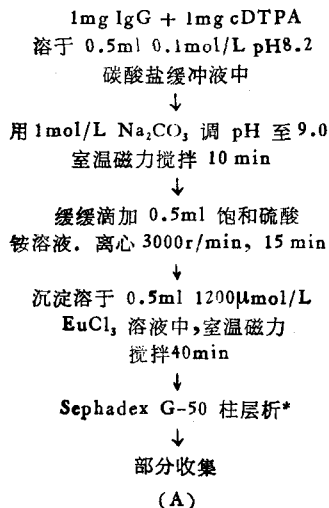 1mg IgG + 1mg cDTPA
溶于 0.5ml 0.1mol/L pH8.2
碳酸盐缓冲液中
↓
用 1mol/L Na₂CO₃ 调 pH 至 9.0
室温磁力搅拌 10 min
↓
缓缓滴加 0.5ml 饱和硫酸
铵溶液. 离心 3000r/min, 15 min
↓
沉淀溶于 0.5ml 1200μmol/L
EuCl₃ 溶液中,室温磁力
搅拌40min
↓
Sephadex G-50 柱层析*
↓
部分收集
(A)